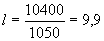 l = 10400/1050 = 9,9